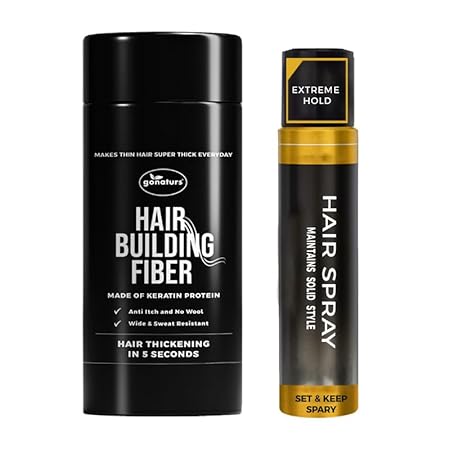 MAKES THIN HAIR SUPER THICK EVERYDAY
gonaturs
HAIR
BUILDING
FIBER
MADE OF KERATIN PROTEIN
✓ Anti Itch and No Wool
✓ Wide & Sweat Resistant
HAIR THICKENING
IN 5 SECONDS
EXTREME
HOLD
HAIR SPRAY
MAINTAINS SOLID STYLE
SET & KEEP
SPARY